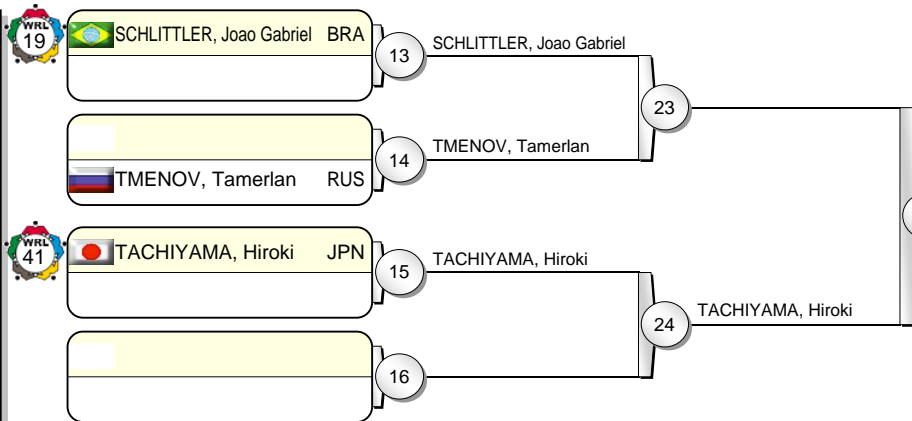 WRL
19
SCHLITTLER, Joao Gabriel BRA
13
SCHLITTLER, Joao Gabriel
23
14
TMENOV, Tamerlan
TMENOV, Tamerlan RUS
WRL
41
TACHIYAMA, Hiroki JPN
15
TACHIYAMA, Hiroki
24
TACHIYAMA, Hiroki
16